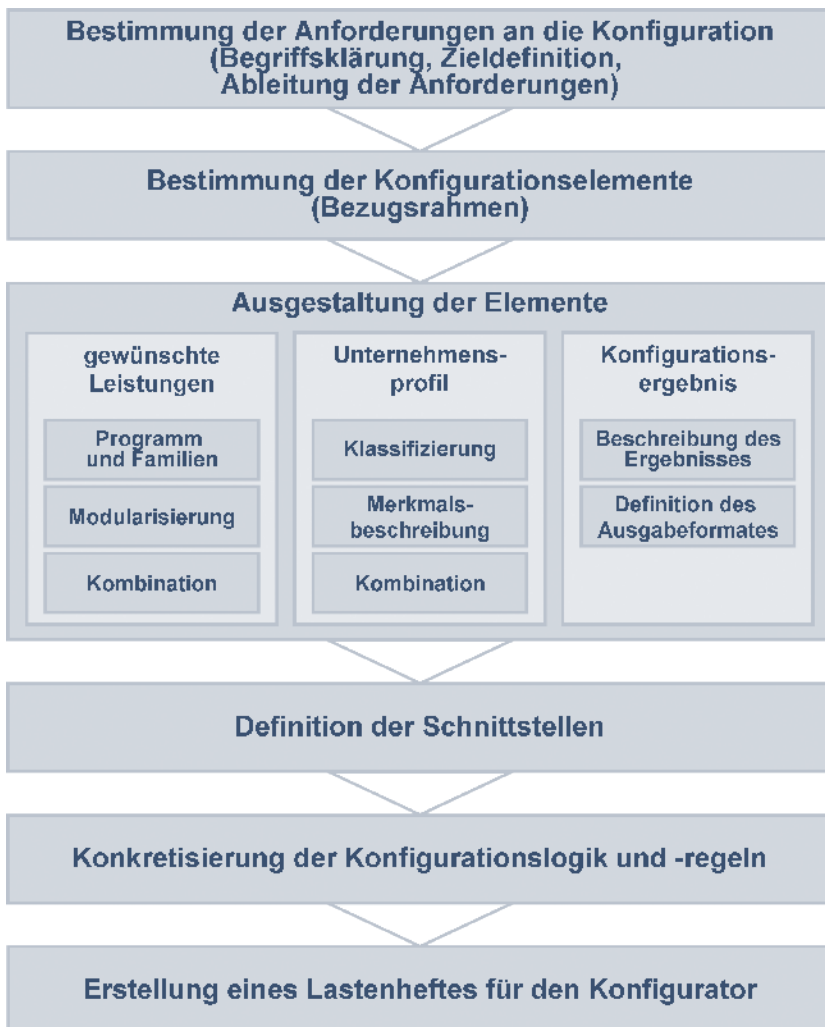 Bestimmung der Anforderungen an die Konfiguration
(Begriffsklärung, Zieldefinition,
Ableitung der Anforderungen)
Bestimmung der Konfigurationselemente
(Bezugsrahmen)
Ausgestaltung der Elemente
gewünschte
Leistungen
Programm
und Familien
Modularisierung
Kombination
Unternehmens-
profil
Klassifizierung
Merkmals-
beschreibung
Kombination
Konfigurations-
ergebnis
Beschreibung des
Ergebnisses
Definition des
Ausgabeformates
Definition der Schnittstellen
Konkretisierung der Konfigurationslogik und -regeln
Erstellung eines Lastenheftes für den Konfigurator